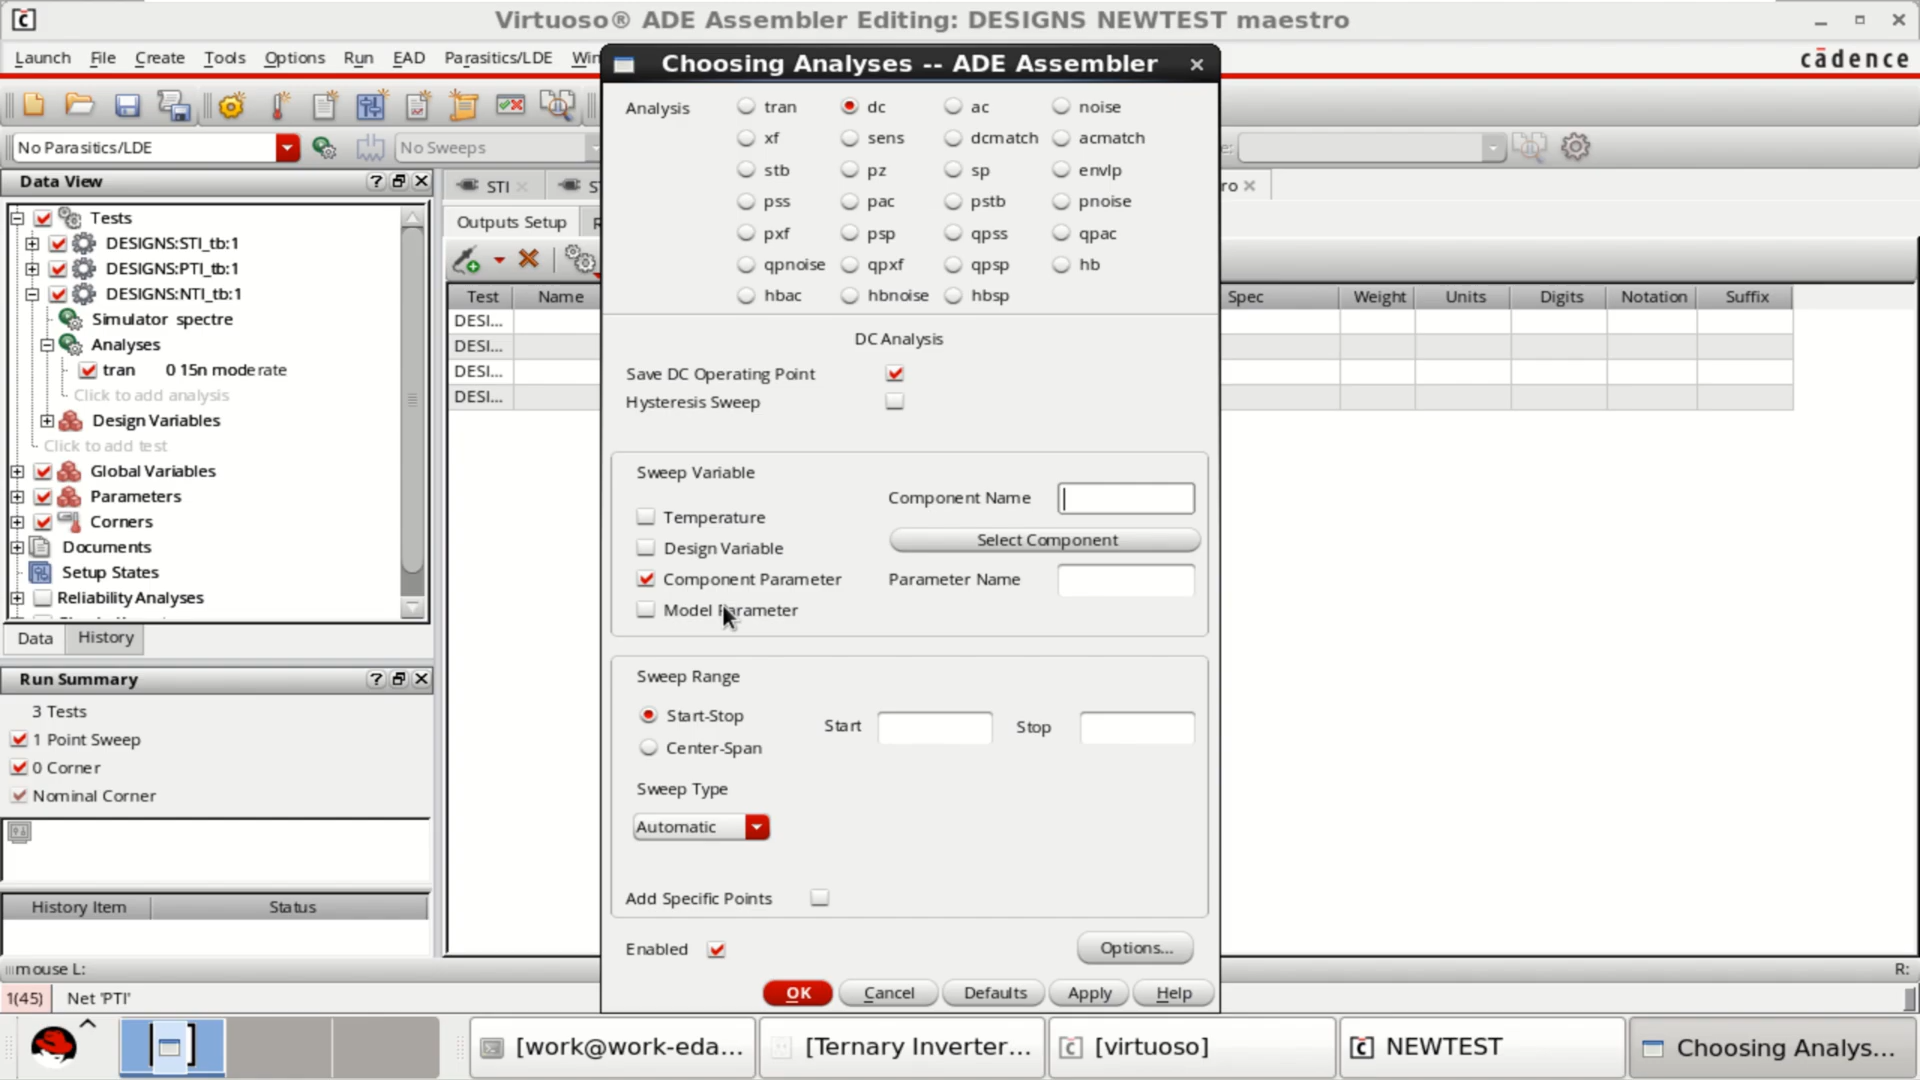 Virtuoso® ADE Assembler Editing: DESIGNS NEWTEST maestro
Launch File Create Tools Options Run EAD Parasitics/LDE Win
cādence
Choosing Analyses -- ADE Assembler
No Parasitics/LDE
No Sweeps
Data View
Tests
DESIGNS:STI_tb:1
DESIGNS:PTI_tb:1
DESIGNS:NTI_tb:1
Simulator spectre
Analyses
tran 0 15n moderate
Click to add analysis
Design Variables
Click to add test
Global Variables
Parameters
Corners
Documents
Setup States
Reliability Analyses
Data History
Run Summary
3 Tests
1 Point Sweep
0 Corner
Nominal Corner
History Item Status
STI
ro
Outputs Setup
Test Name Spec Weight Units Digits Notation Suffix
DESI...
DESI...
DESI...
DESI...
Analysis tran dc ac noise
xf sens dcmatch acmatch
stb pz sp envlp
pss pac pstb pnoise
pxf psp qpss qpac
qpnoise qpxf qpsp hb
hbac hbnoise hbsp
DC Analysis
Save DC Operating Point
Hysteresis Sweep
Sweep Variable
Temperature
Design Variable
Component Parameter
Model Parameter
Component Name
Select Component
Parameter Name
Sweep Range
Start-Stop
Center-Span
Start
Stop
Sweep Type
Automatic
Add Specific Points
Enabled
Options...
OK Cancel Defaults Apply Help
mouse L:
R:
1(45) Net 'PTI'
[work@work-eda... [Ternary Inverter... [virtuoso] NEWTEST Choosing Analys...